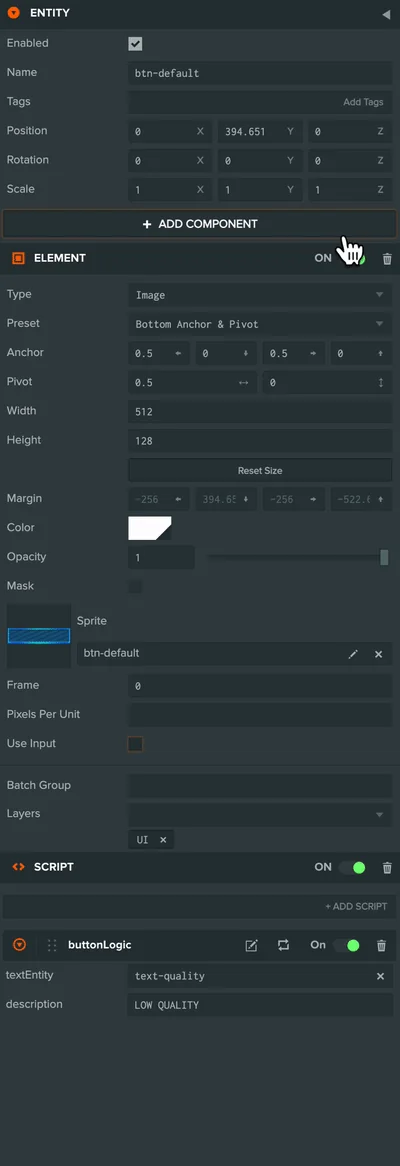 ENTITY
Enabled
Name btn-default
Tags Add Tags
Position 0 X 394.651 Y 0 Z
Rotation 0 X 0 Y 0 Z
Scale 1 X 1 Y 1 Z
+ ADD COMPONENT
ELEMENT ON
Type Image
Preset Bottom Anchor & Pivot
Anchor 0.5 0 0.5 0
Pivot 0.5 0
Width 512
Height 128
Reset Size
Margin -256 394.65 -256 -522.6
Color
Opacity 1
Mask
Sprite
btn-default
Frame 0
Pixels Per Unit
Use Input
Batch Group
Layers
UI
SCRIPT ON
+ ADD SCRIPT
buttonLogic On
textEntity text-quality
description LOW QUALITY